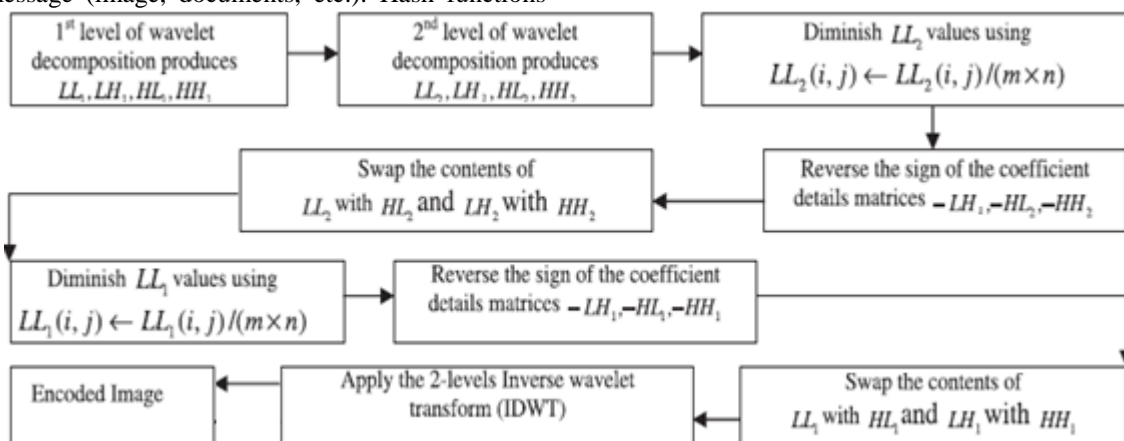 message (image, documents, etc.). Hash functions
1st level of wavelet
decomposition produces
LL₁, LH₁, HL₁, HH₁
2nd level of wavelet
decomposition produces
LL₂, LH₂, HL₂, HH₂
Diminish LL₂ values using
LL₂(i, j) ← LL₂(i, j)/(m×n)
Reverse the sign of the coefficient
details matrices −LH₂,−HL₂,−HH₂
Swap the contents of
LL₂ with HL₂ and LH₂ with HH₂
Diminish LL₁ values using
LL₁(i, j) ← LL₁(i, j)/(m×n)
Reverse the sign of the coefficient
details matrices −LH₁,−HL₁,−HH₁
Swap the contents of
LL₁ with HL₁ and LH₁ with HH₁
Apply the 2-levels Inverse wavelet
transform (IDWT)
Encoded Image